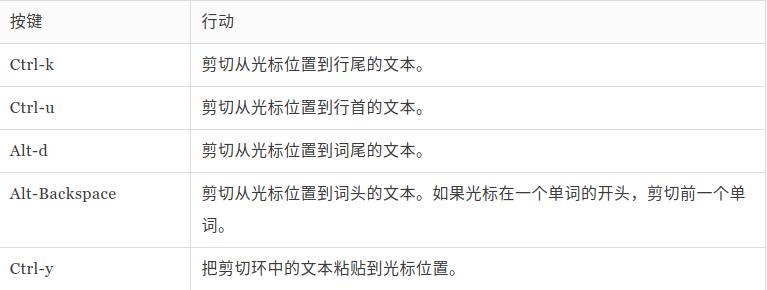 按键 行动
Ctrl-k 剪切从光标位置到行尾的文本。
Ctrl-u 剪切从光标位置到行首的文本。
Alt-d 剪切从光标位置到词尾的文本。
Alt-Backspace 剪切从光标位置到词头的文本。如果光标在一个单词的开头，剪切前一个单
词。
Ctrl-y 把剪切环中的文本粘贴到光标位置。